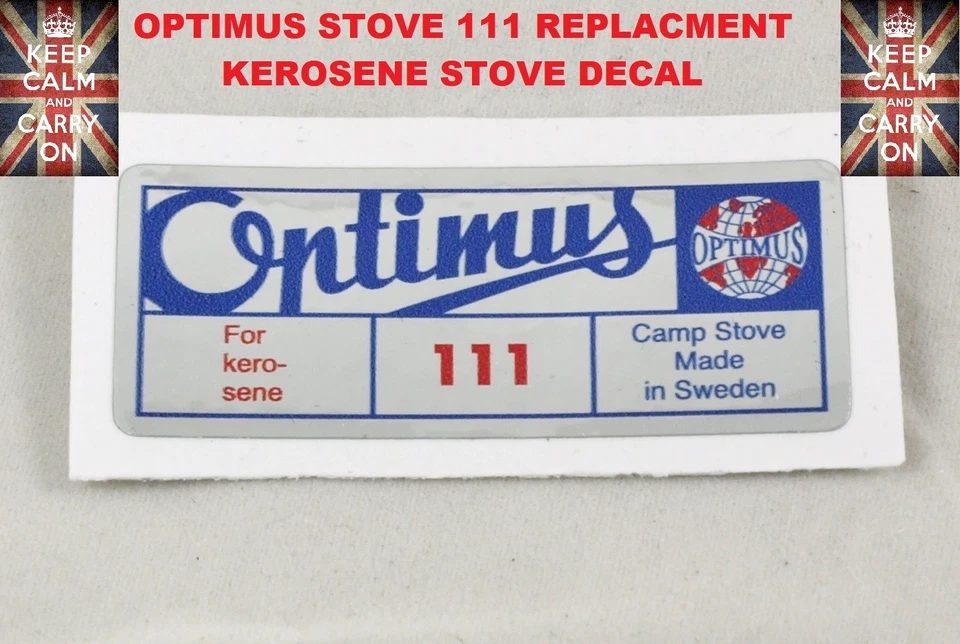 OPTIMUS STOVE 111 REPLACMENT
KEROSENE STOVE DECAL
KEEP
CALM
AND
CARRY
ON
KEEP
CALM
AND
CARRY
ON
Optimus
OPTIMUS
For
kero-
sene
111
Camp Stove
Made
in Sweden